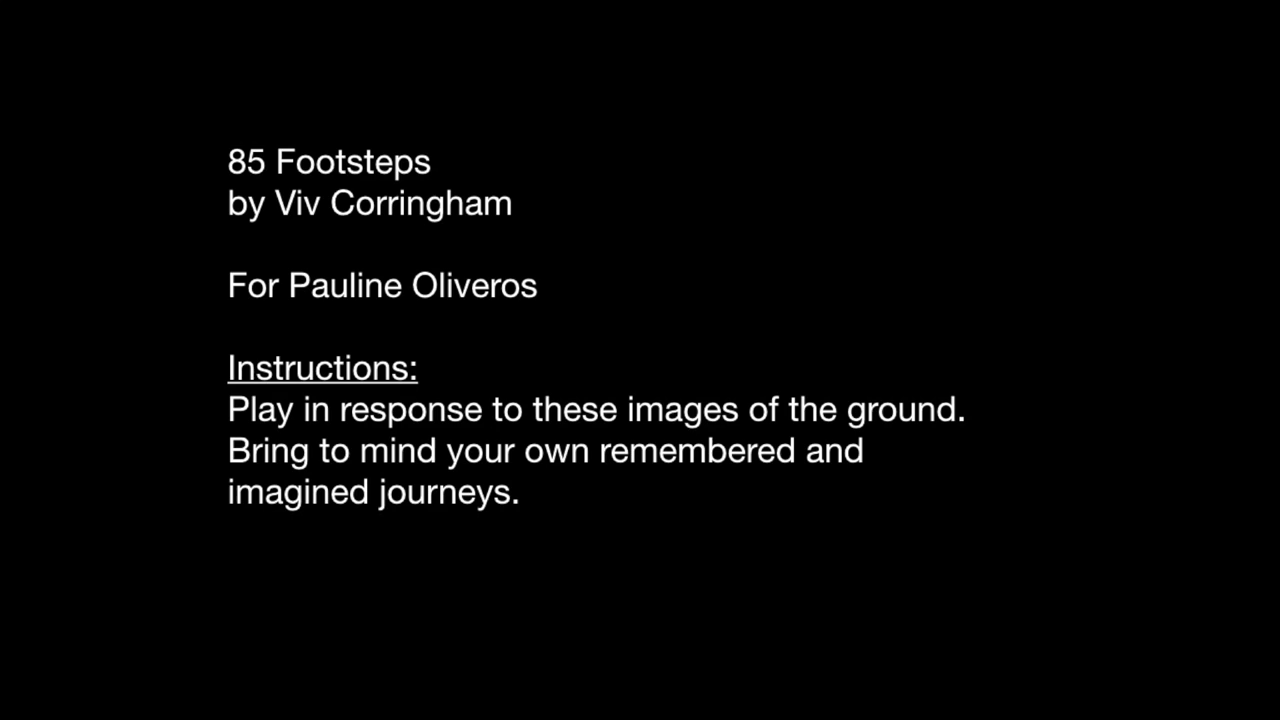 85 Footsteps
by Viv Corringham
For Pauline Oliveros
Instructions:
Play in response to these images of the ground.
Bring to mind your own remembered and
imagined journeys.